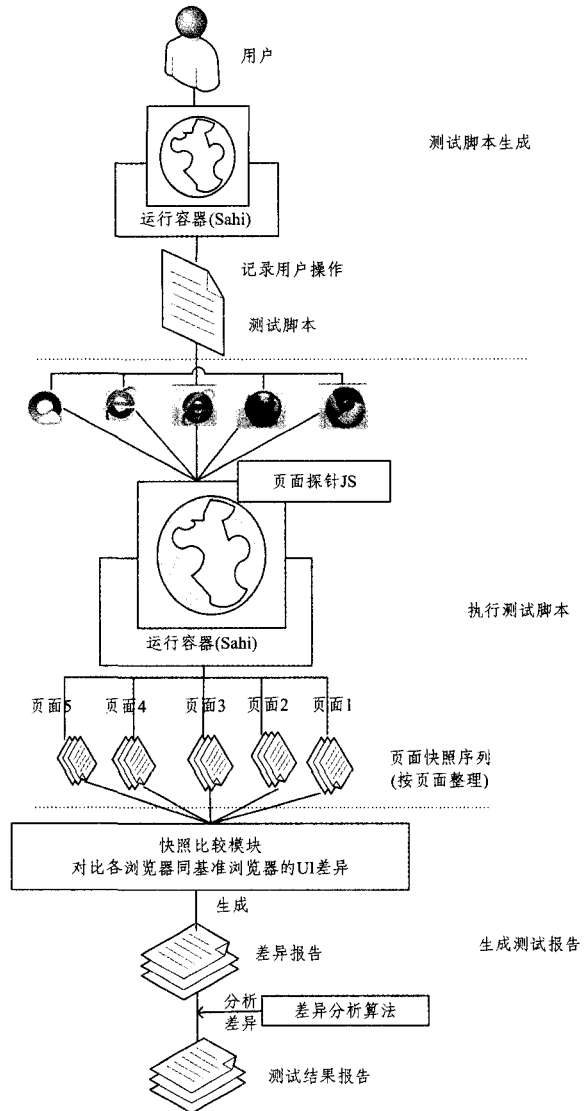 用户
测试脚本生成
运行容器(Sahi)
记录用户操作
测试脚本
页面探针JS
执行测试脚本
运行容器(Sahi)
页面5
页面4
页面3
页面2
页面1
页面快照序列
(按页面整理)
快照比较模块
对比各浏览器同基准浏览器的UI差异
生成
差异报告
生成测试报告
分析
差异
差异分析算法
测试结果报告